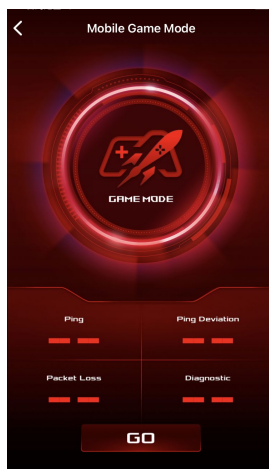 Mobile Game Mode
GAME MODE
Ping
Ping Deviation
-- --
-- --
Packet Loss
Diagnostic
-- --
-- --
GO